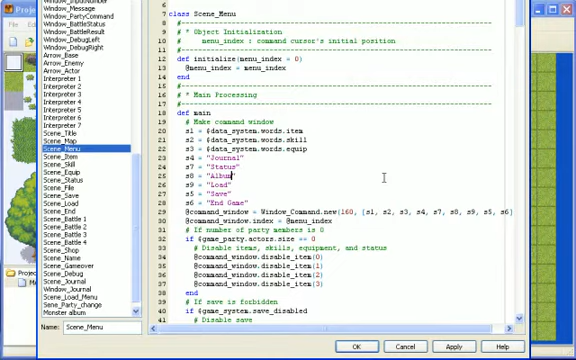 Proje
File
Window_Message
Window_PartyCommand
Window_BattleStatus
Window_BattleResult
Window_DebugLeft
Window_DebugRight
Arrow_Base
Arrow_Enemy
Arrow_Actor
Interpreter 1
Interpreter 2
Interpreter 3
Interpreter 4
Interpreter 5
Interpreter 6
Interpreter 7
Scene_Title
Scene_Map
Scene_Menu
Scene_Item
Scene_Skill
Scene_Equip
Scene_Status
Scene_File
Scene_Save
Scene_Load
Scene_End
Scene_Battle 1
Scene_Battle 2
Scene_Battle 3
Scene_Battle 4
Scene_Shop
Scene_Name
Scene_Gameover
Scene_Debug
Scene_Journal
Window_album
Scene_Load_Menu
Sene_Party_change
Monster album
Name: Scene_Menu
6
7 class Scene_Menu
8 #----------------------------------------------------------------
9 # * Object Initialization
10 # menu_index : command cursor's initial position
11 #----------------------------------------------------------------
12 def initialize(menu_index = 0)
13 @menu_index = menu_index
14 end
15 #----------------------------------------------------------------
16 # * Main Processing
17 #----------------------------------------------------------------
18 def main
19 # Make command window
20 s1 = $data_system.words.item
21 s2 = $data_system.words.skill
22 s3 = $data_system.words.equip
23 s4 = "Journal"
24 s7 = "Status"
25 s8 = "Album"
26 s9 = "Load"
27 s5 = "Save"
28 s6 = "End Game"
29 @command_window = Window_Command.new(160, [s1, s2, s3, s4, s7, s8, s9, s5, s6]
30 @command_window.index = @menu_index
31 # If number of party members is 0
32 if $game_party.actors.size == 0
33 # Disable items, skills, equipment, and status
34 @command_window.disable_item(0)
35 @command_window.disable_item(1)
36 @command_window.disable_item(2)
37 @command_window.disable_item(3)
38 end
39 # If save is forbidden
40 if $game_system.save_disabled
41 # Disable save
OK
Cancel
Apply
Help